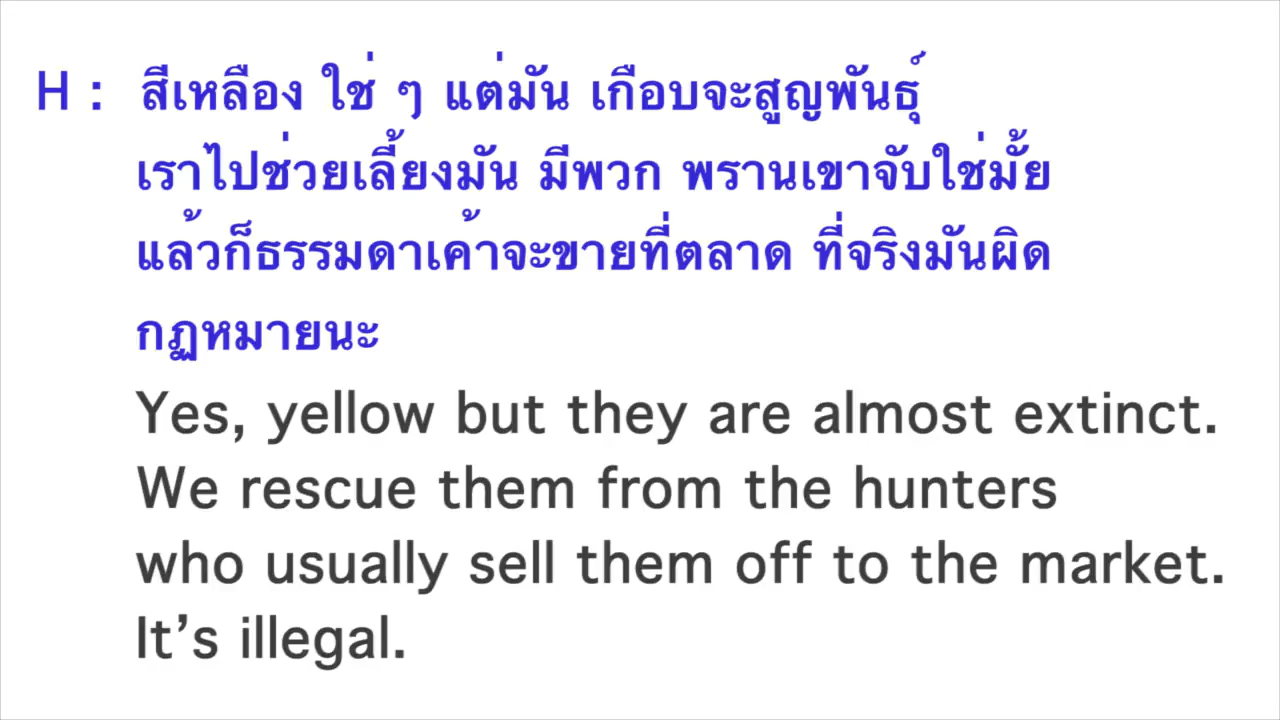 H : สีเหลือง ใช่ ๆ แต่มัน เกือบจะสูญพันธุ์
เราไปช่วยเลี้ยงมัน มีพวก พรานเขาจับใช่มั้ย
แล้วก็ธรรมดาเค้าจะขายที่ตลาด ที่จริงมันผิด
กฏหมายนะ
Yes, yellow but they are almost extinct.
We rescue them from the hunters
who usually sell them off to the market.
It’s illegal.